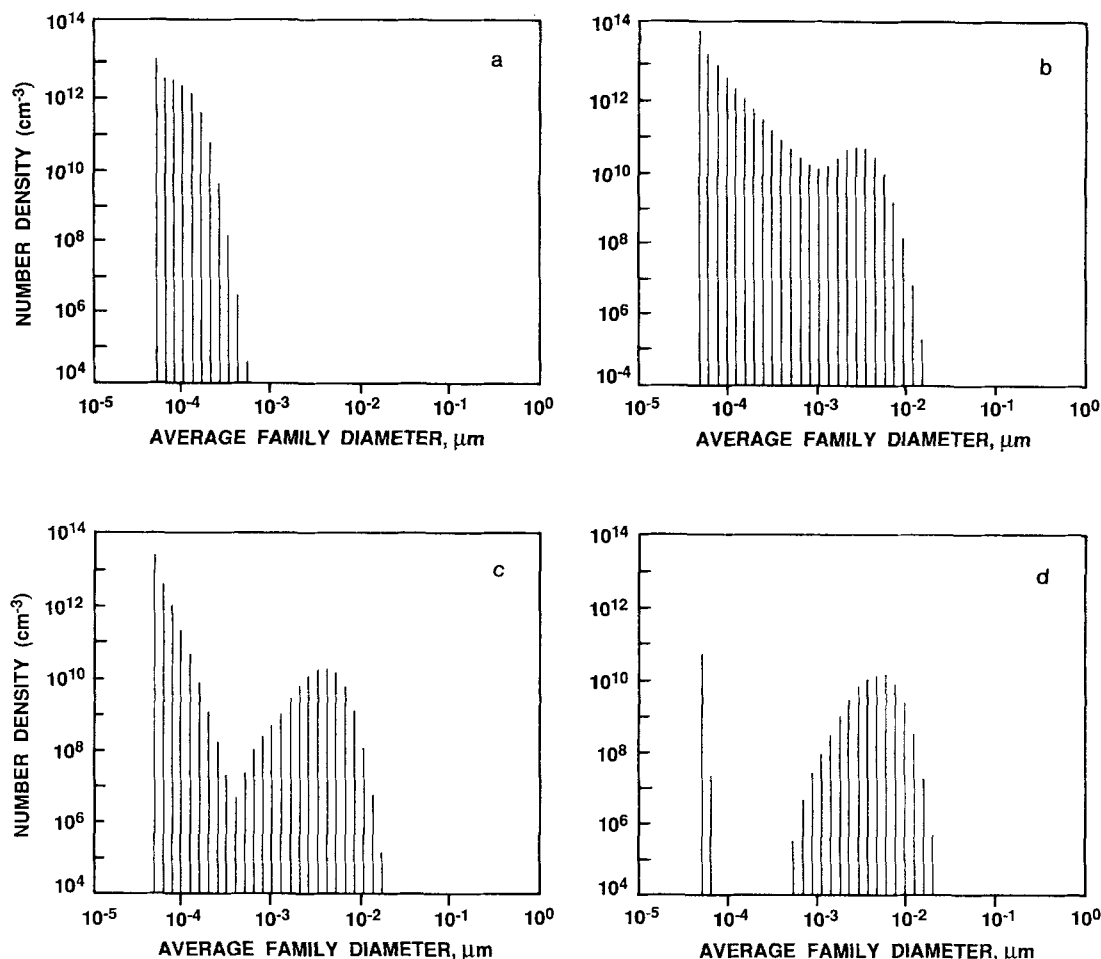 a
NUMBER DENSITY (cm⁻³)
10¹⁴
10¹²
10¹⁰
10⁸
10⁶
10⁴
10⁻⁵ 10⁻⁴ 10⁻³ 10⁻² 10⁻¹ 10⁰
AVERAGE FAMILY DIAMETER, µm
b
10¹⁴
10¹²
10¹⁰
10⁸
10⁶
10⁻⁴
10⁻⁵ 10⁻⁴ 10⁻³ 10⁻² 10⁻¹ 10⁰
AVERAGE FAMILY DIAMETER, µm
c
NUMBER DENSITY (cm⁻³)
10¹⁴
10¹²
10¹⁰
10⁸
10⁶
10⁴
10⁻⁵ 10⁻⁴ 10⁻³ 10⁻² 10⁻¹ 10⁰
AVERAGE FAMILY DIAMETER, µm
d
10¹⁴
10¹²
10¹⁰
10⁸
10⁶
10⁴
10⁻⁵ 10⁻⁴ 10⁻³ 10⁻² 10⁻¹ 10⁰
AVERAGE FAMILY DIAMETER, µm